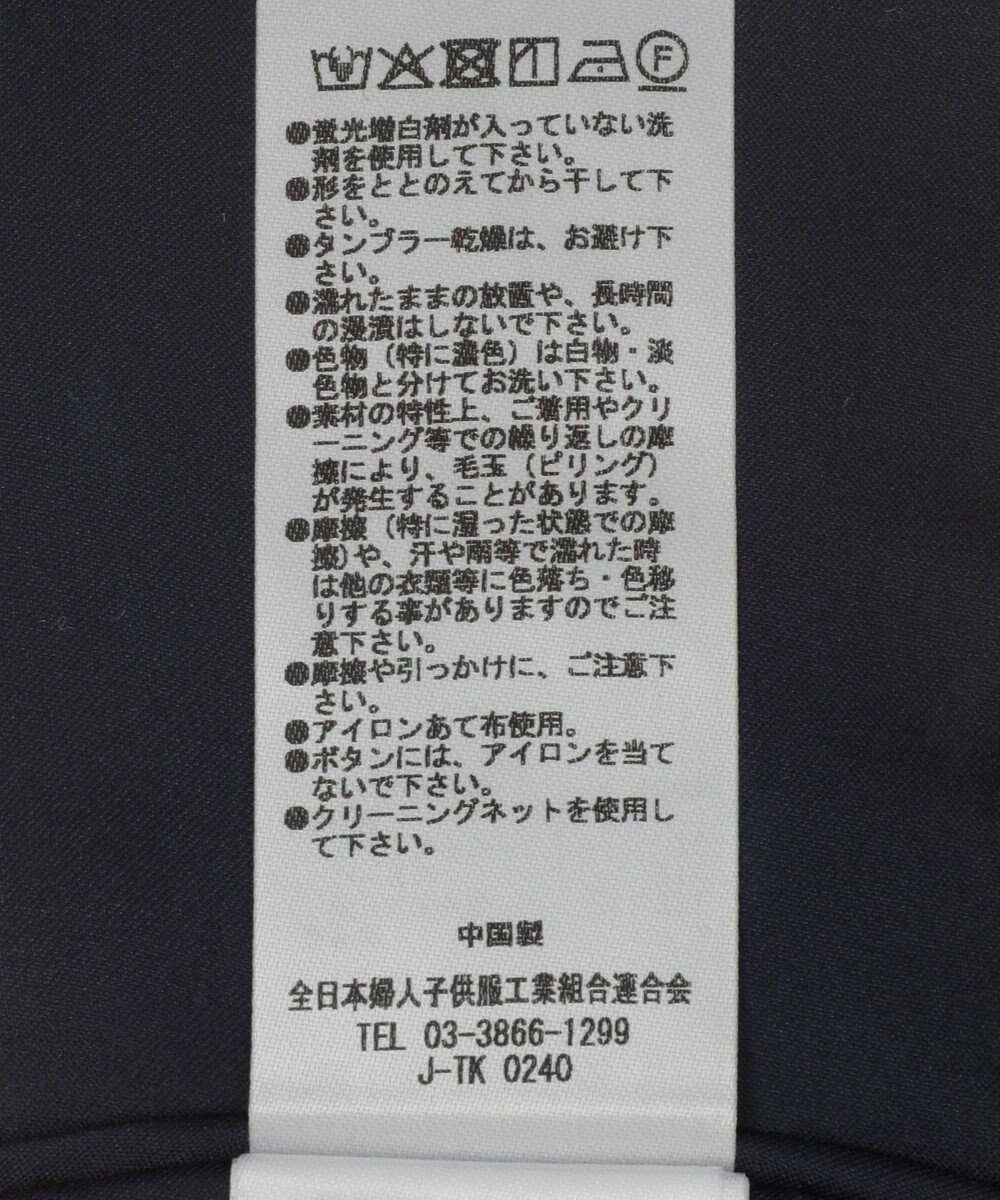 ●蛍光増白剤が入っていない洗
剤を使用して下さい。
●形をととのえてから干して下
さい。
●タンブラー乾燥は、お避け下
さい。
●濡れたままの放置や、長時間
の浸漬はしないで下さい。
●色物(特に濃色)は白物・淡
色物と分けてお洗い下さい。
●素材の特性上、ご着用やクリ
ーニング等での繰り返しの摩
擦により、毛玉(ピリング)
が発生することがあります。
●摩擦(特に湿った状態での摩
擦)や、汗や雨等で濡れた時
は他の衣類等に色落ち・色移
りする事がありますのでご注
意下さい。
●摩擦や引っかけに、ご注意下
さい。
●アイロンあて布使用。
●ボタンには、アイロンを当て
ないで下さい。
●クリーニングネットを使用し
て下さい。
中国製
全日本婦人子供服工業組合連合会
TEL 03-3866-1299
J-TK 0240